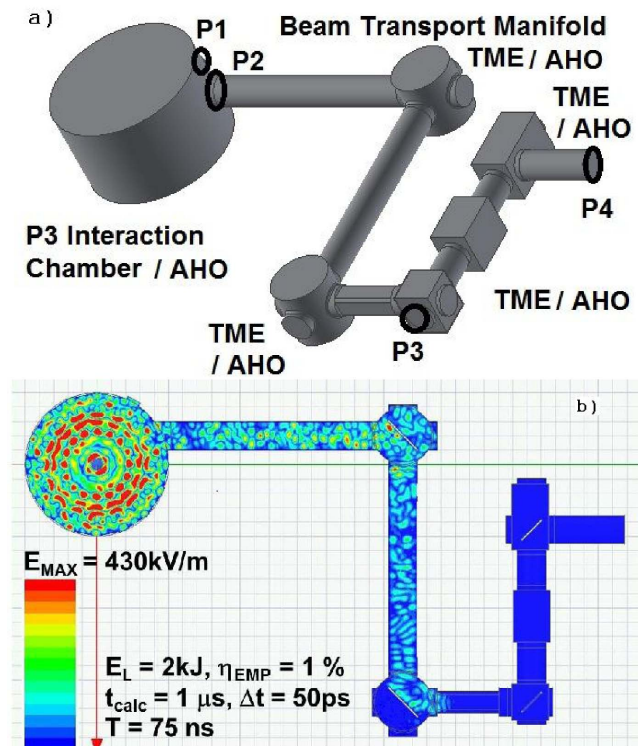 a )
P1
P2
Beam Transport Manifold
TME / AHO
TME
/ AHO
P4
P3 Interaction
Chamber / AHO
TME / AHO
TME
/ AHO
P3
b )
E_MAX = 430kV/m
E_L = 2kJ, η_EMP = 1 %
t_calc = 1 μs, Δt = 50ps
T = 75 ns